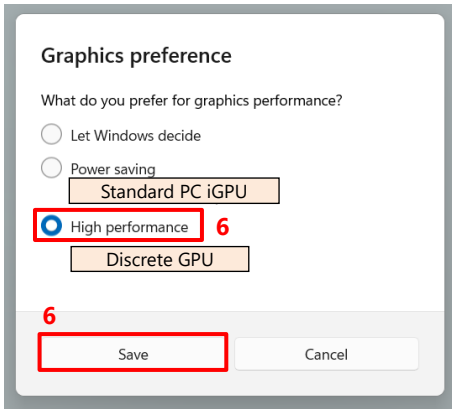 Graphics preference
What do you prefer for graphics performance?
Let Windows decide
Power saving
Standard PC iGPU
High performance 6
Discrete GPU
6
Save Cancel